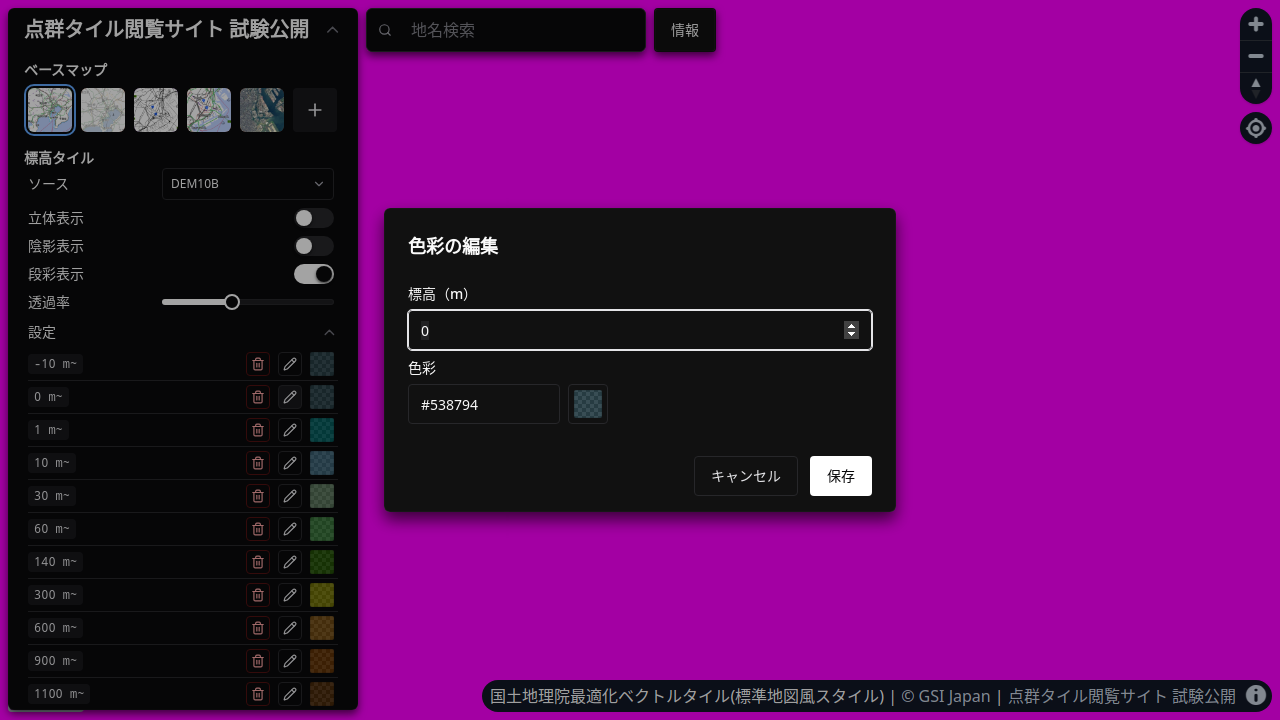 点群タイル閲覧サイト 試験公開
地名検索
情報
ベースマップ
標高タイル
ソース
DEM10B
立体表示
陰影表示
段彩表示
透過率
設定
-10 m~
0 m~
1 m~
10 m~
30 m~
60 m~
140 m~
300 m~
600 m~
900 m~
1100 m~
色彩の編集
標高（m）
0
色彩
#538794
キャンセル
保存
国土地理院最適化ベクトルタイル(標準地図風スタイル) | © GSI Japan | 点群タイル閲覧サイト 試験公開